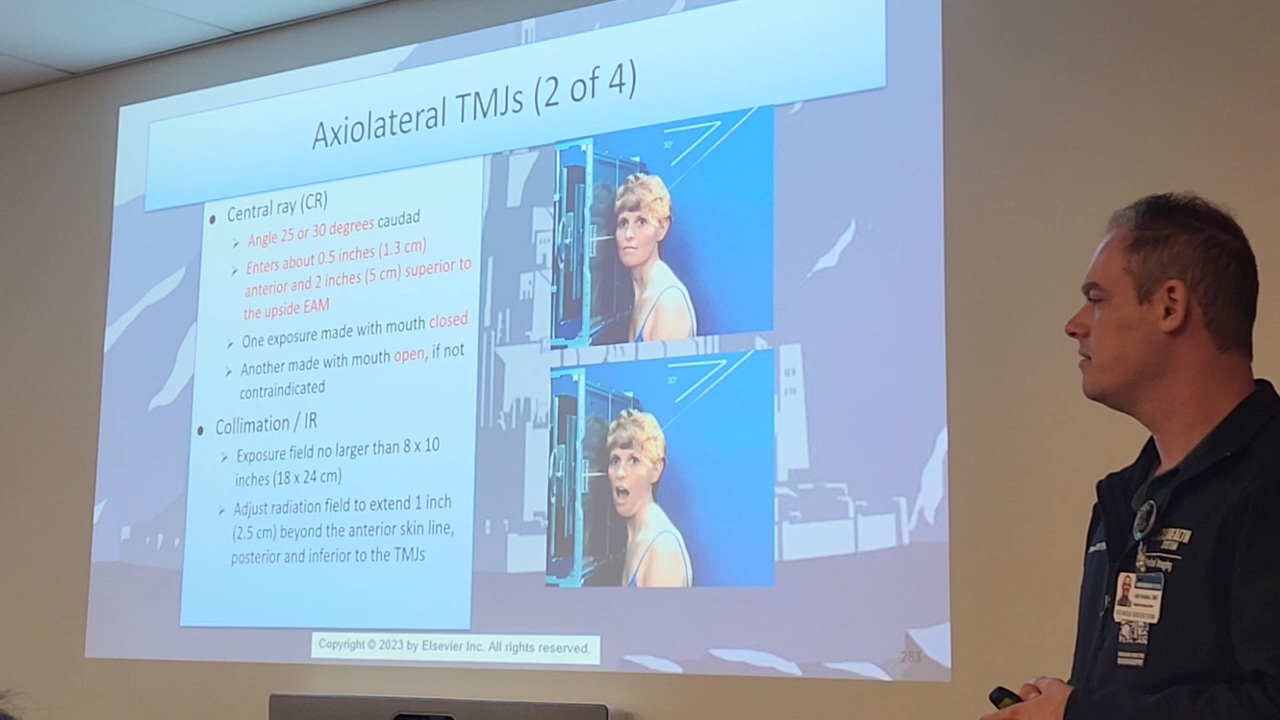 Axiolateral TMJs (2 of 4)
Central ray (CR)
Angle 25 or 30 degrees caudad
Enters about 0.5 inches (1.3 cm)
anterior and 2 inches (5 cm) superior to
the upside EAM
One exposure made with mouth closed
Another made with mouth open, if not
contraindicated
Collimation / IR
Exposure field no larger than 8 x 10
inches (18 x 24 cm)
Adjust radiation field to extend 1 inch
(2.5 cm) beyond the anterior skin line,
posterior and inferior to the TMJs
30°
30°
Copyright © 2023 by Elsevier Inc. All rights reserved.
283